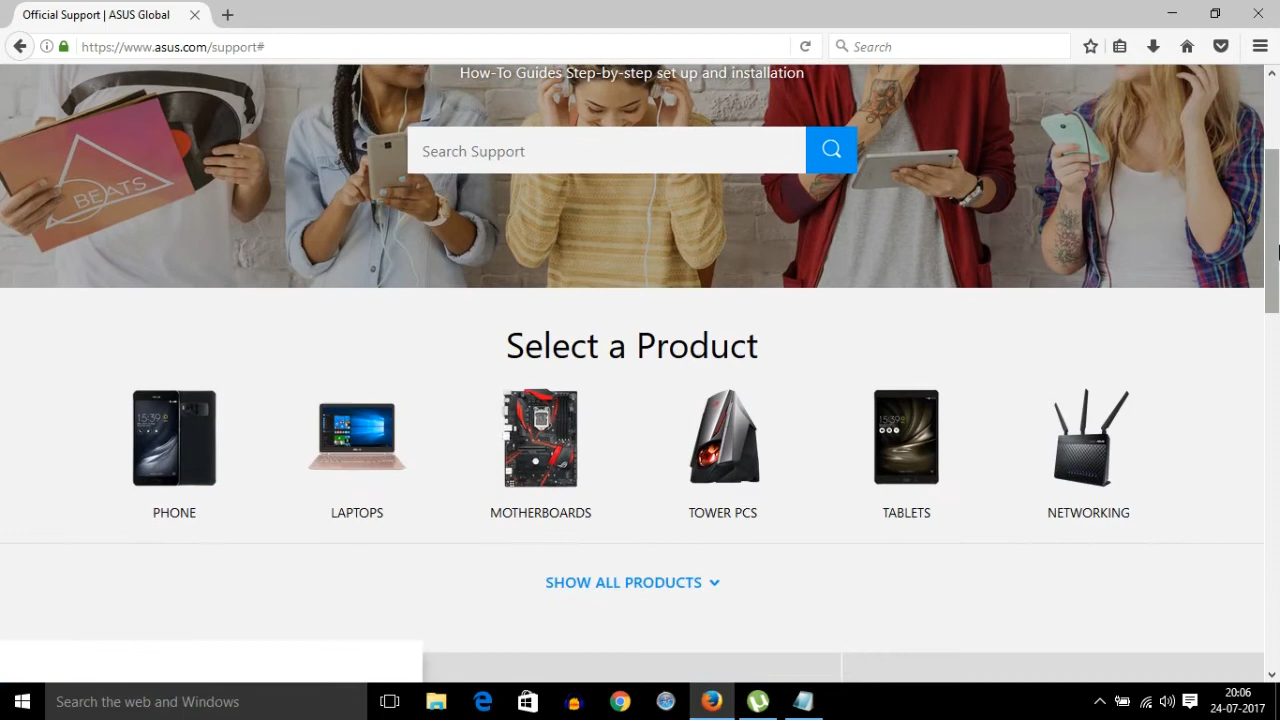 Official Support | ASUS Global
https://www.asus.com/support#
Search
How-To Guides Step-by-step set up and installation
BEATS
Search Support
Select a Product
PHONE
LAPTOPS
MOTHERBOARDS
TOWER PCS
TABLETS
NETWORKING
SHOW ALL PRODUCTS
Search the web and Windows
20:06
24-07-2017